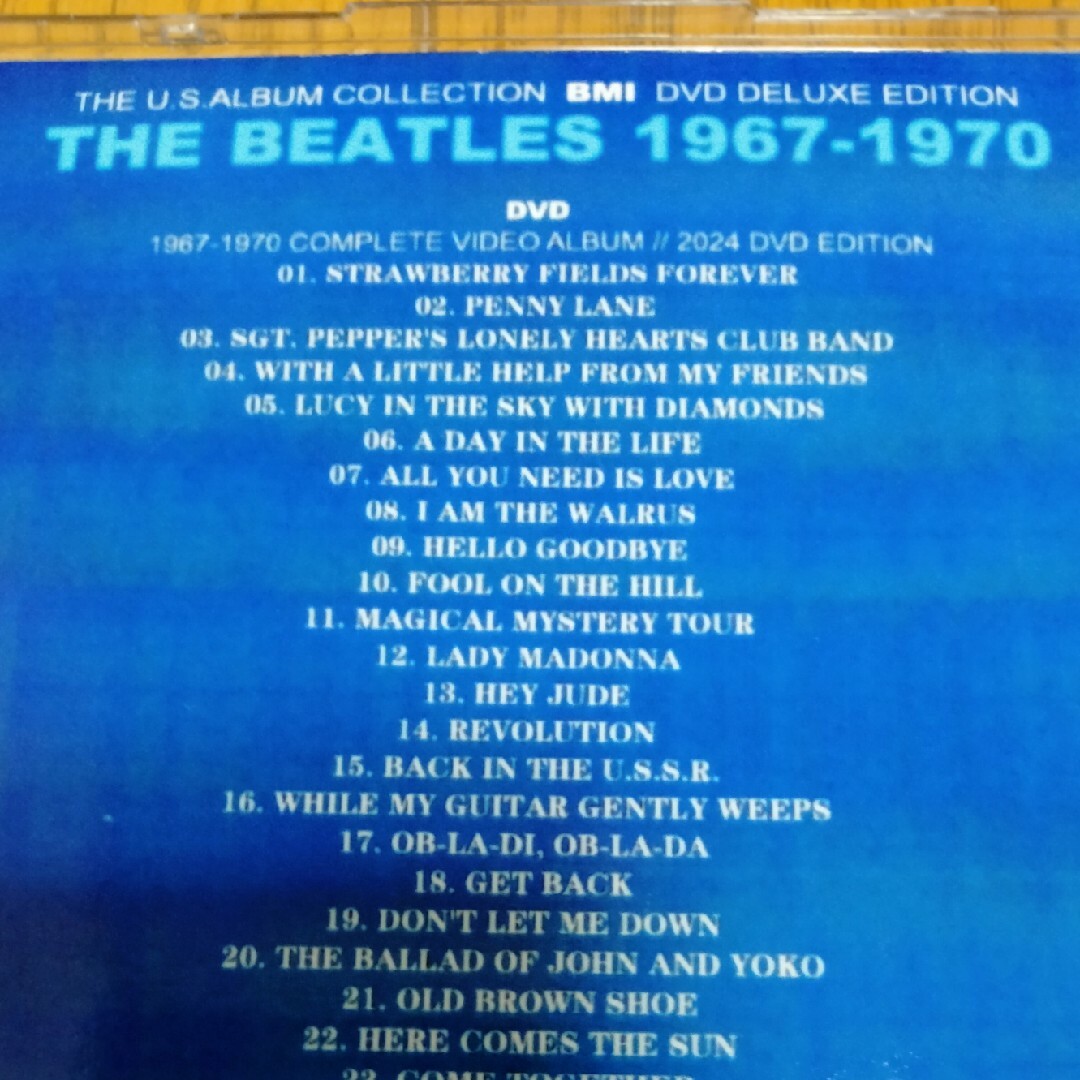 THE U.S.ALBUM COLLECTION BMI DVD DELUXE EDITION
THE BEATLES 1967-1970
DVD
1967-1970 COMPLETE VIDEO ALBUM // 2024 DVD EDITION
01. STRAWBERRY FIELDS FOREVER
02. PENNY LANE
03. SGT. PEPPER'S LONELY HEARTS CLUB BAND
04. WITH A LITTLE HELP FROM MY FRIENDS
05. LUCY IN THE SKY WITH DIAMONDS
06. A DAY IN THE LIFE
07. ALL YOU NEED IS LOVE
08. I AM THE WALRUS
09. HELLO GOODBYE
10. FOOL ON THE HILL
11. MAGICAL MYSTERY TOUR
12. LADY MADONNA
13. HEY JUDE
14. REVOLUTION
15. BACK IN THE U.S.S.R.
16. WHILE MY GUITAR GENTLY WEEPS
17. OB-LA-DI, OB-LA-DA
18. GET BACK
19. DON'T LET ME DOWN
20. THE BALLAD OF JOHN AND YOKO
21. OLD BROWN SHOE
22. HERE COMES THE SUN
23. COME TOGETHER